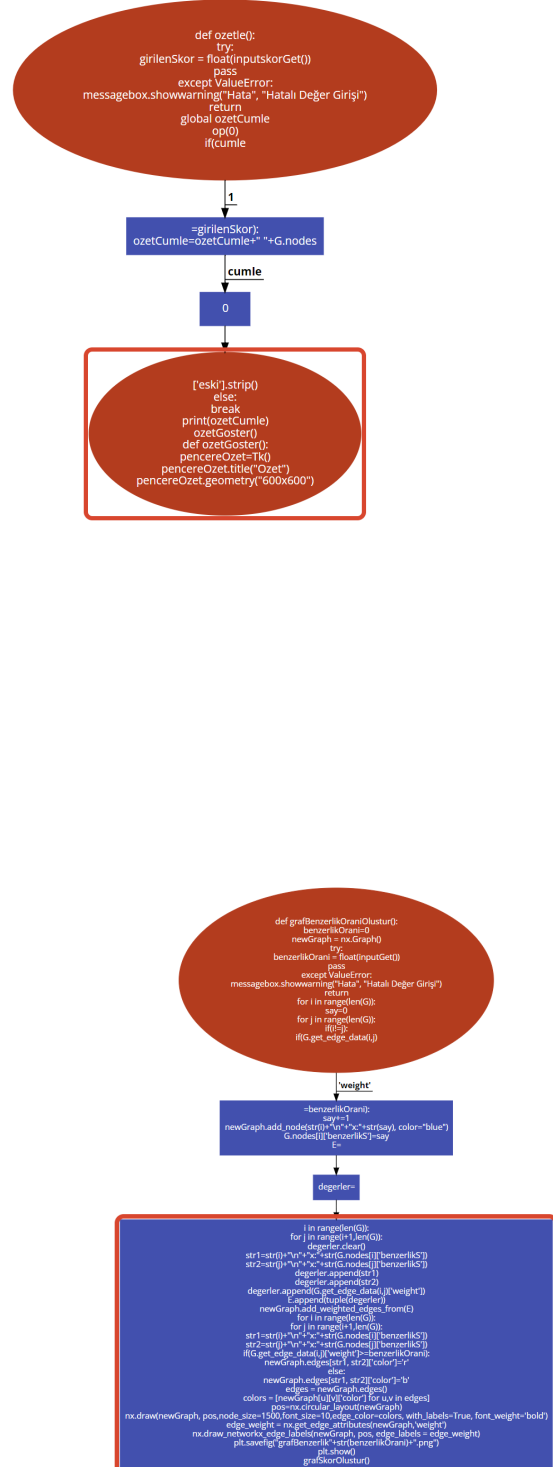 def ozetle():
try:
girilenSkor = float(inputskorGet())
pass
except ValueError:
messagebox.showwarning("Hata", "Hatalı Değer Girişi")
return
global ozetCumle
op(0)
if(cumle
1
=girilenSkor):
ozetCumle=ozetCumle+" "+G.nodes
cumle
0
['eski'].strip()
else:
break
print(ozetCumle)
ozetGoster()
def ozetGoster():
pencereOzet=Tk()
pencereOzet.title("Ozet")
pencereOzet.geometry("600x600")
def grafBenzerlikOraniOlustur():
benzerlikOrani=0
newGraph = nx.Graph()
try:
benzerlikOrani = float(inputGet())
pass
except ValueError:
messagebox.showwarning("Hata", "Hatalı Değer Girişi")
return
for i in range(len(G)):
say=0
for j in range(len(G)):
if(i!=j):
if(G.get_edge_data(i,j)
'weight'
=benzerlikOrani):
say+=1
newGraph.add_node(str(i)+"\n"+"x:"+str(say), color="blue")
G.nodes[i]['benzerlikS']=say
E=
degerler=
i in range(len(G)):
for j in range(i+1,len(G)):
degerler.clear()
str1=str(i)+"\n"+"x:"+str(G.nodes[i]['benzerlikS'])
str2=str(j)+"\n"+"x:"+str(G.nodes[j]['benzerlikS'])
degerler.append(str1)
degerler.append(str2)
degerler.append(G.get_edge_data(i,j)['weight'])
E.append(tuple(degerler))
newGraph.add_weighted_edges_from(E)
for i in range(len(G)):
for j in range(i+1,len(G)):
str1=str(i)+"\n"+"x:"+str(G.nodes[i]['benzerlikS'])
str2=str(j)+"\n"+"x:"+str(G.nodes[j]['benzerlikS'])
if(G.get_edge_data(i,j)['weight']>=benzerlikOrani):
newGraph.edges[str1, str2]['color']='r'
else:
newGraph.edges[str1, str2]['color']='b'
edges = newGraph.edges()
colors = [newGraph[u][v]['color'] for u,v in edges]
pos=nx.circular_layout(newGraph)
nx.draw(newGraph, pos,node_size=1500,font_size=10,edge_color=colors, with_labels=True, font_weight='bold')
edge_weight = nx.get_edge_attributes(newGraph,'weight')
nx.draw_networkx_edge_labels(newGraph, pos, edge_labels = edge_weight)
plt.savefig("grafBenzerlik"+str(benzerlikOrani)+".png")
plt.show()
grafSkorOlustur()